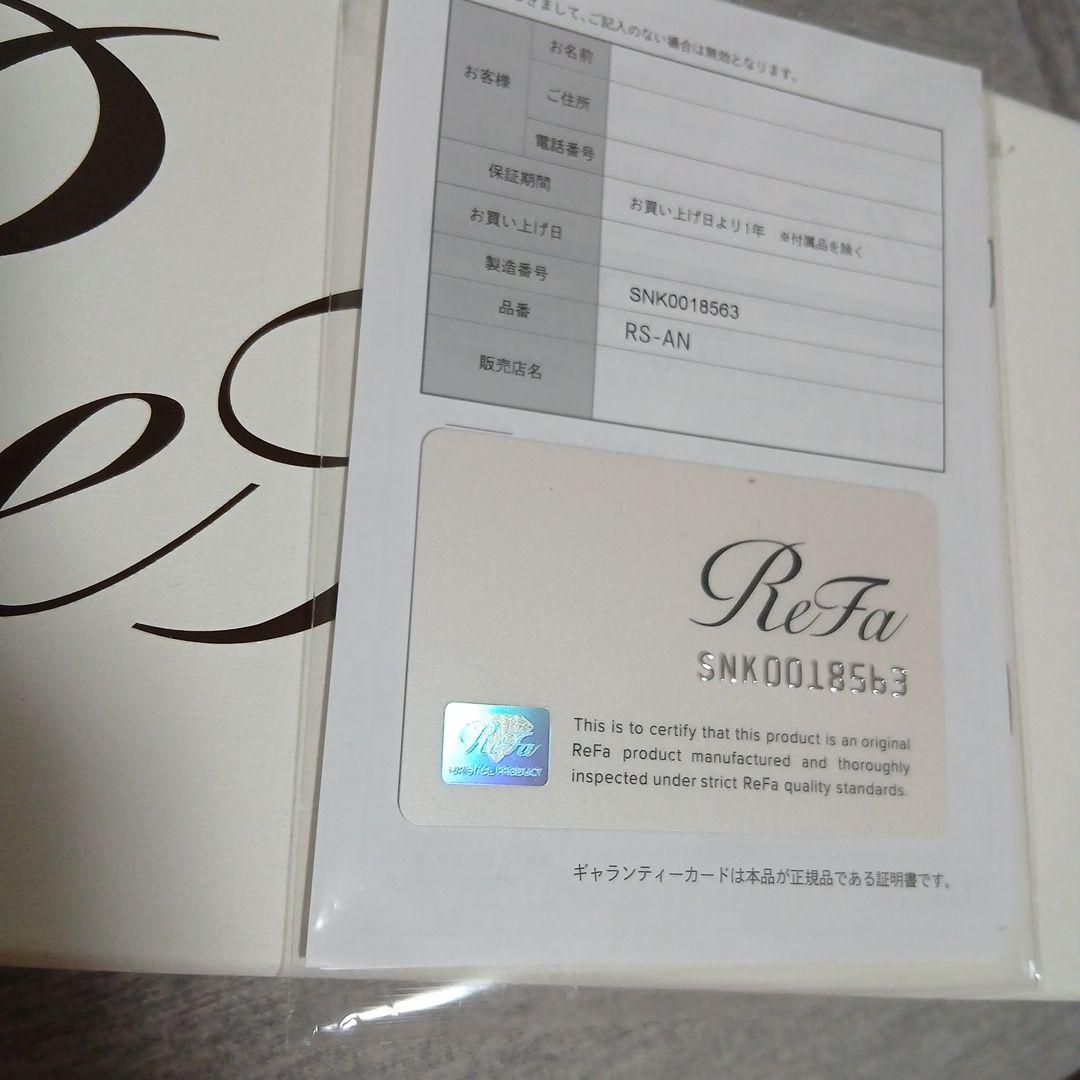 さまして、ご記入のない場合は無効となります。
お客様
お名前
ご住所
電話番号
保証期間
お買い上げ日より1年 ※付属品を除く
お買い上げ日
製造番号
SNK0018563
品番
RS-AN
販売店名
ReFa
SNK0018563
ReFa
This is to certify that this product is an original
ReFa product manufactured and thoroughly
inspected under strict ReFa quality standards.
ギャランティーカードは本品が正規品である証明書です。